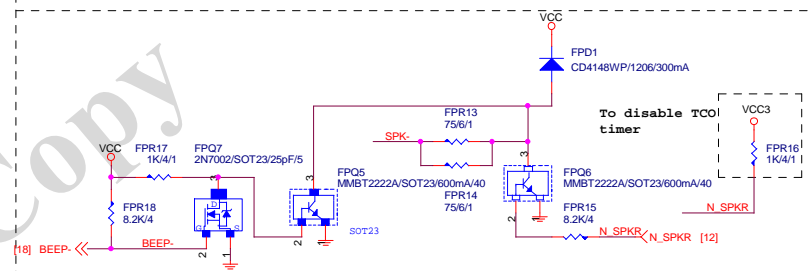 VCC
FPD1
CD4148WP/1206/300mA
FPR13
75/6/1
SPK-
To disable TCO
timer
VCC3
FPR16
1K/4/1
VCC
FPR17
1K/4/1
FPQ7
2N7002/SOT23/25pF/5
3
D
G
S
2
1
FPR18
8.2K/4
[18] BEEP-
BEEP-
3
FPQ5
MMBT2222A/SOT23/600mA/40
2
1
SOT23
FPR14
75/6/1
3
FPQ6
MMBT2222A/SOT23/600mA/40
2
1
FPR15
8.2K/4
N_SPKR
N_SPKR
N_SPKR [12]
Copy